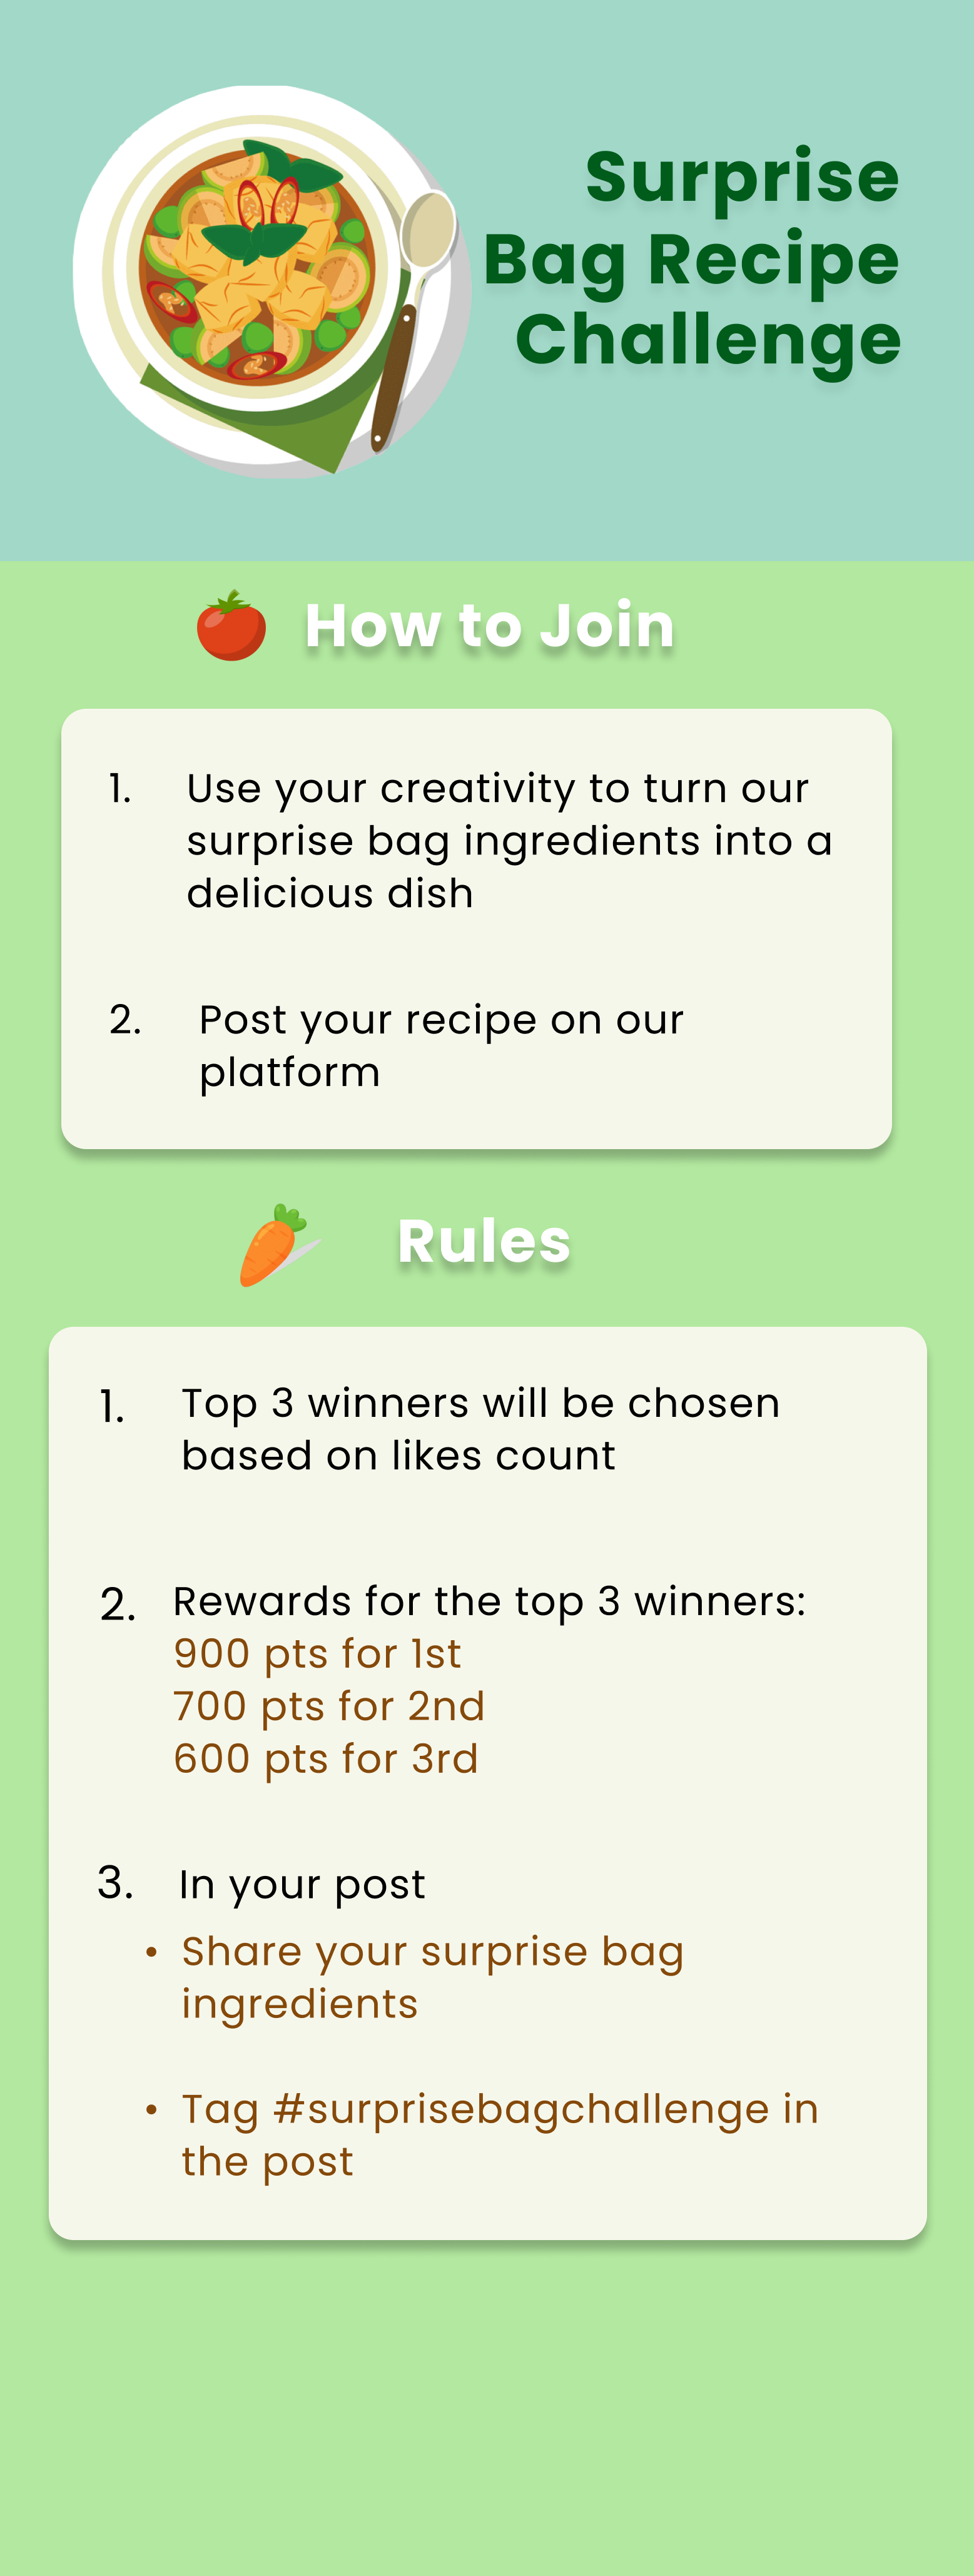 Surprise
Bag Recipe
Challenge
How to Join
1. Use your creativity to turn our
surprise bag ingredients into a
delicious dish
2. Post your recipe on our
platform
Rules
1. Top 3 winners will be chosen
based on likes count
2. Rewards for the top 3 winners:
900 pts for 1st
700 pts for 2nd
600 pts for 3rd
3. In your post
• Share your surprise bag
ingredients
• Tag #surprisebagchallenge in
the post